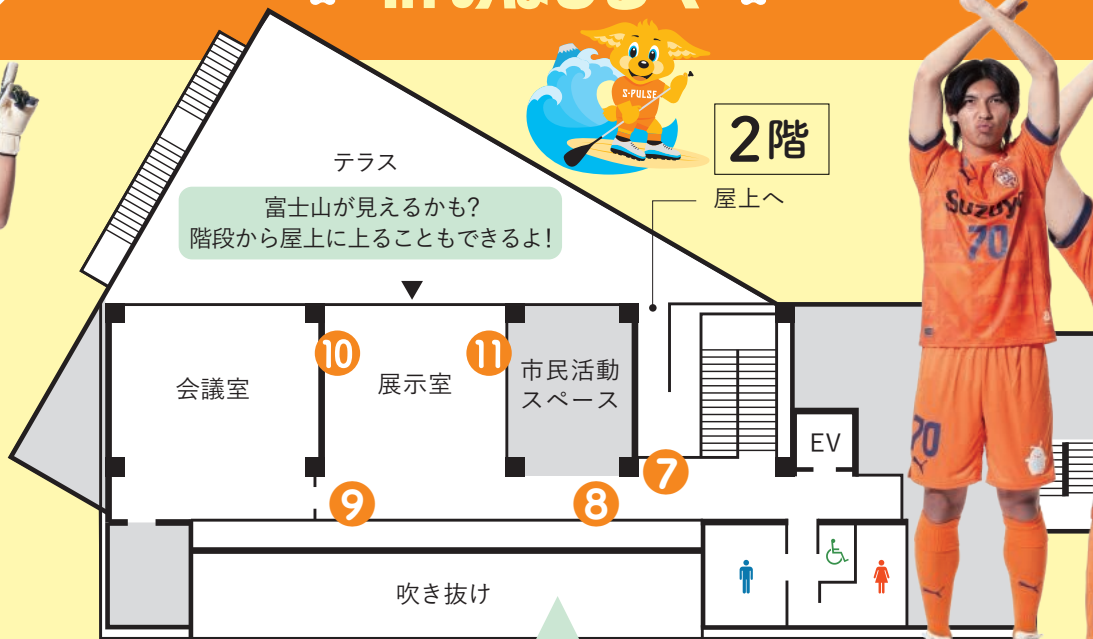 S-PULSE
2階
屋上へ
テラス
富士山が見えるかも?
階段から屋上に上ることもできるよ!
10
11
会議室
展示室
市民活動
スペース
EV
7
9
8
吹き抜け
Suzuyo
70
70